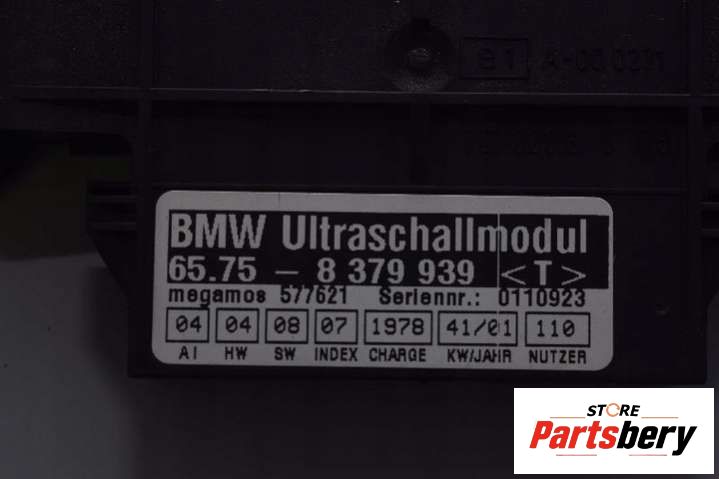 e1
BMW Ultraschallmodul
65.75 – 8 379 939 <T>
megamos 577621 Seriennr.: 0110923
04 04 08 07 1978 41/01 110
AI HW SW INDEX CHARGE KW/JAHR NUTZER
STORE
Partsbery